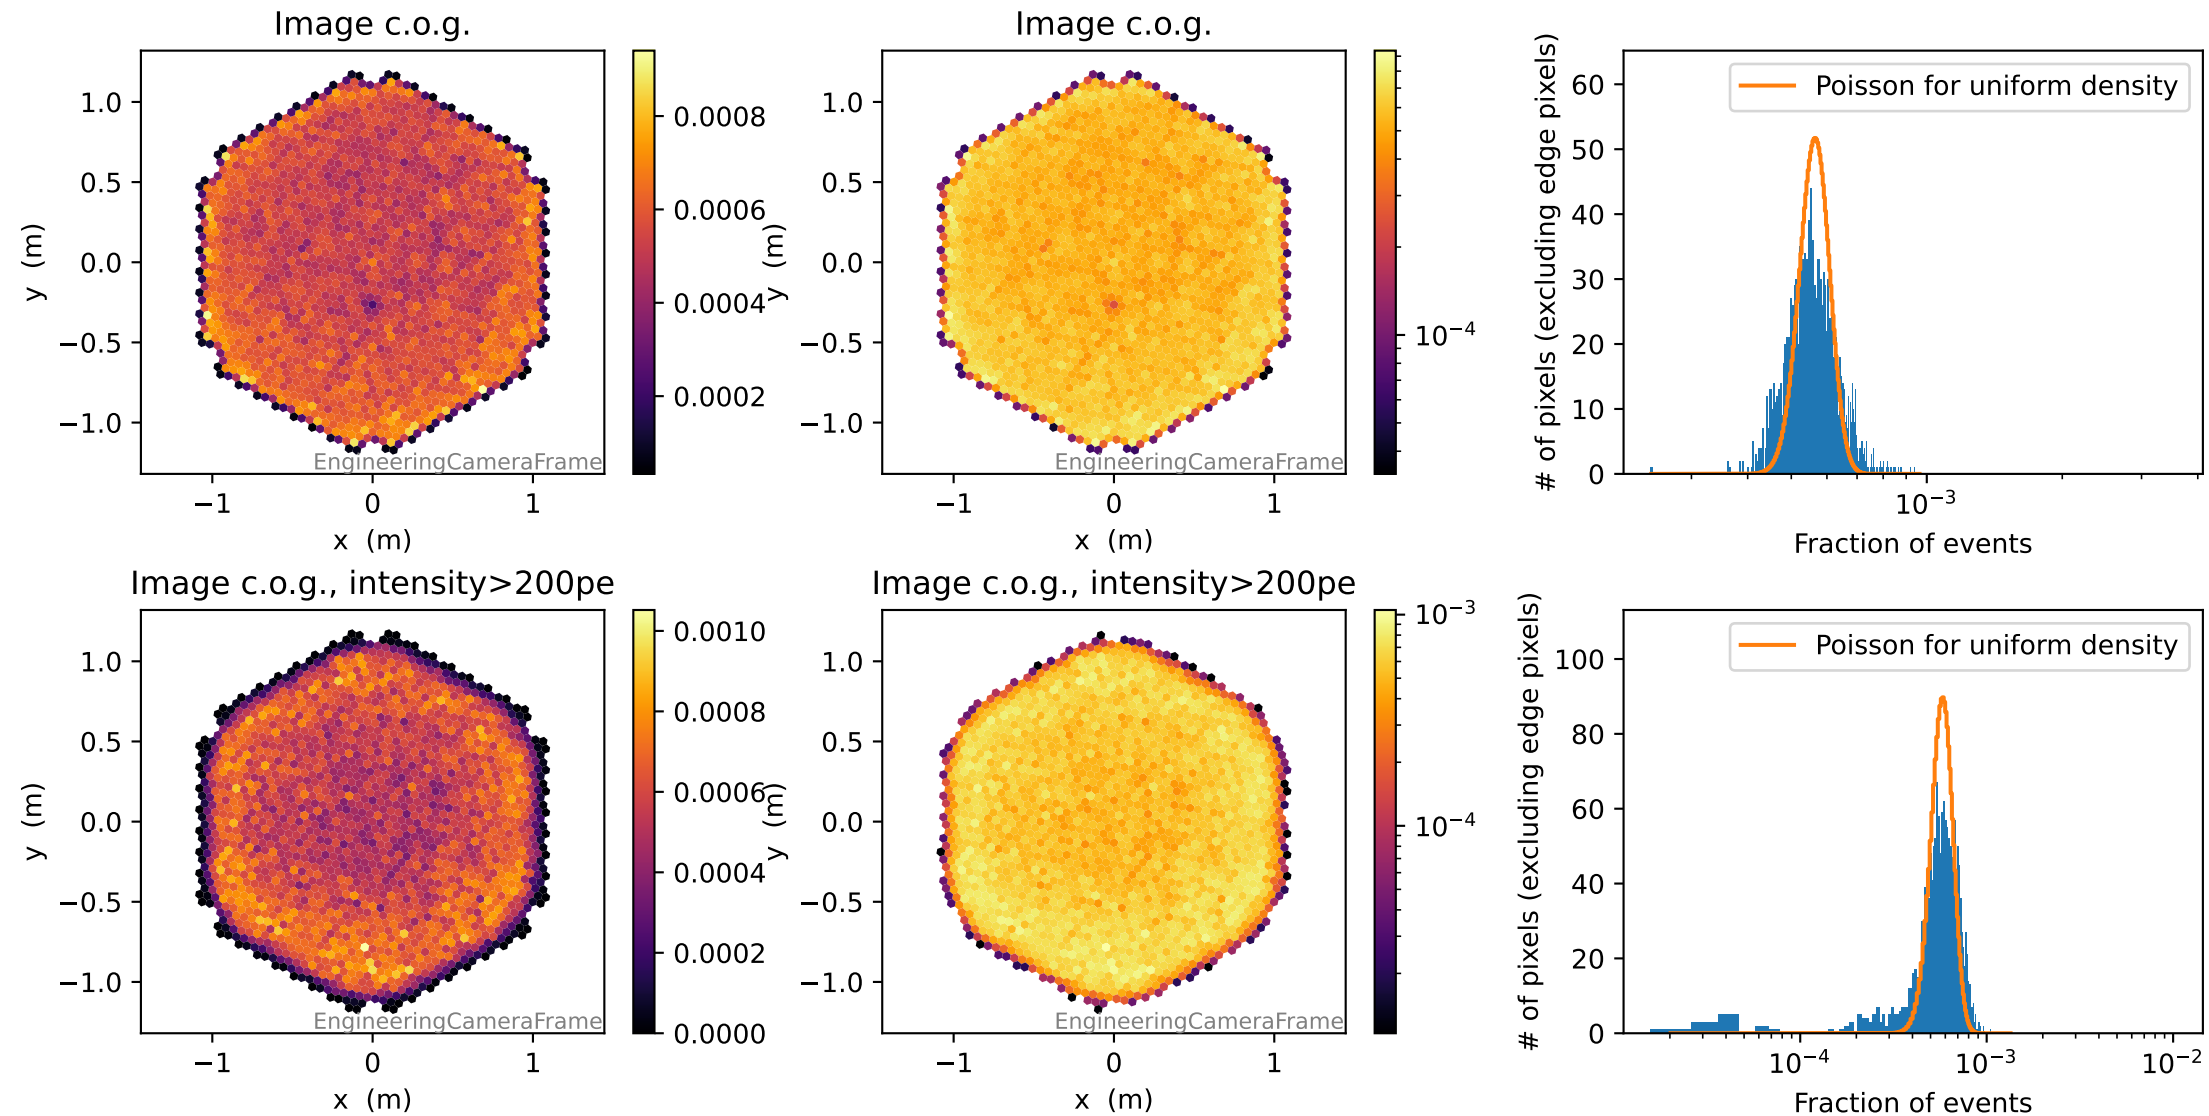 Image c.o.g.
y (m)
1.0
0.5
0.0
−0.5
−1.0
−1
0
1
x (m)
EngineeringCameraFrame
0.0008
0.0006
0.0004
0.0002
Image c.o.g.
y (m)
1.0
0.5
0.0
−0.5
−1.0
−1
0
1
x (m)
EngineeringCameraFrame
10⁻⁴
# of pixels (excluding edge pixels)
60
50
40
30
20
10
0
Poisson for uniform density
10⁻³
Fraction of events
Image c.o.g., intensity>200pe
y (m)
1.0
0.5
0.0
−0.5
−1.0
−1
0
1
x (m)
EngineeringCameraFrame
0.0010
0.0008
0.0006
0.0004
0.0002
0.0000
Image c.o.g., intensity>200pe
y (m)
1.0
0.5
0.0
−0.5
−1.0
−1
0
1
x (m)
EngineeringCameraFrame
10⁻³
10⁻⁴
# of pixels (excluding edge pixels)
100
80
60
40
20
0
Poisson for uniform density
10⁻⁴
10⁻³
10⁻²
Fraction of events